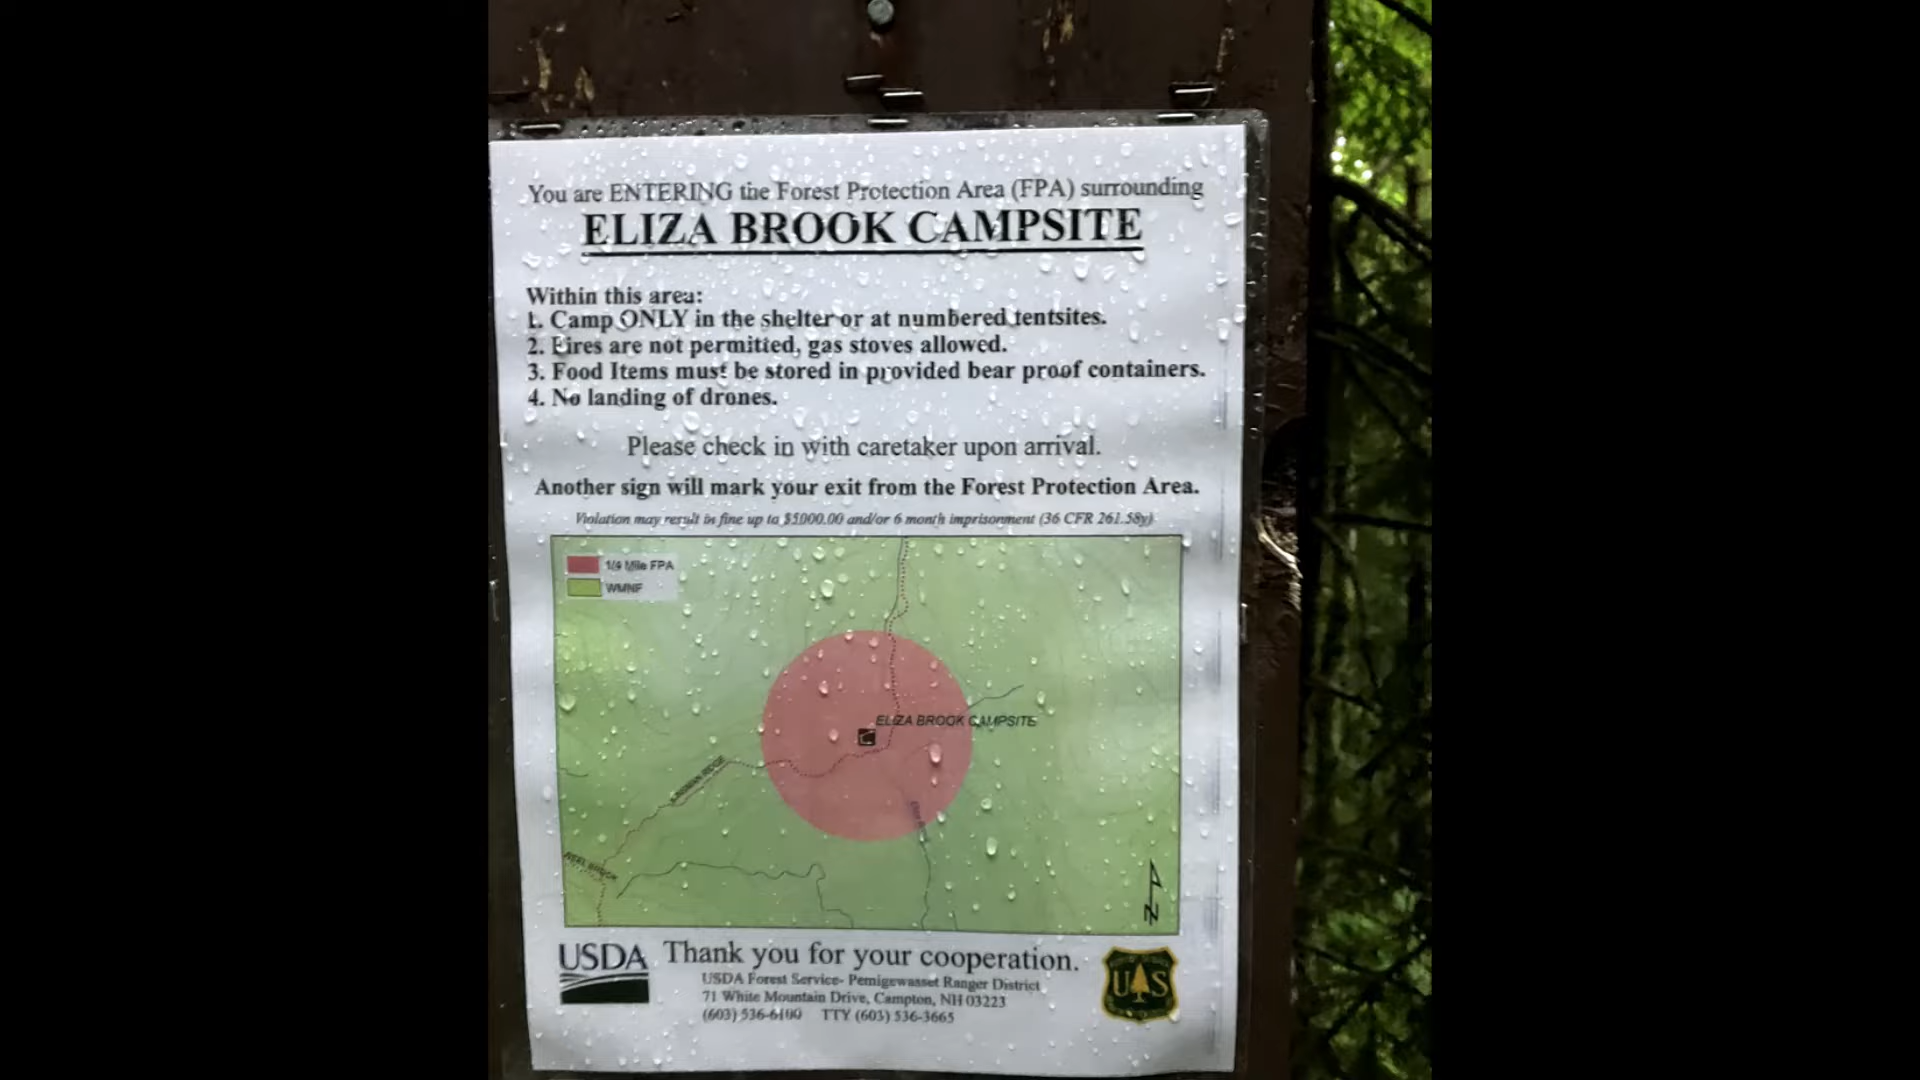 You are ENTERING the Forest Protection Area (FPA) surrounding
ELIZA BROOK CAMPSITE
Within this area:
1. Camp ONLY in the shelter or at numbered tentsites.
2. Fires are not permitted, gas stoves allowed.
3. Food Items must be stored in provided bear proof containers.
4. No landing of drones.
Please check in with caretaker upon arrival.
Another sign will mark your exit from the Forest Protection Area.
Violation may result in fine up to $5000.00 and/or 6 month imprisonment (36 CFR 261.58y)
1/4 Mile FPA
WMNF
ELIZA BROOK CAMPSITE
KINSMAN RIDGE
N
USDA
Thank you for your cooperation.
USDA Forest Service- Pemigewasset Ranger District
71 White Mountain Drive, Campton, NH 03223
(603) 536-6100 TTY (603) 536-3665
U S